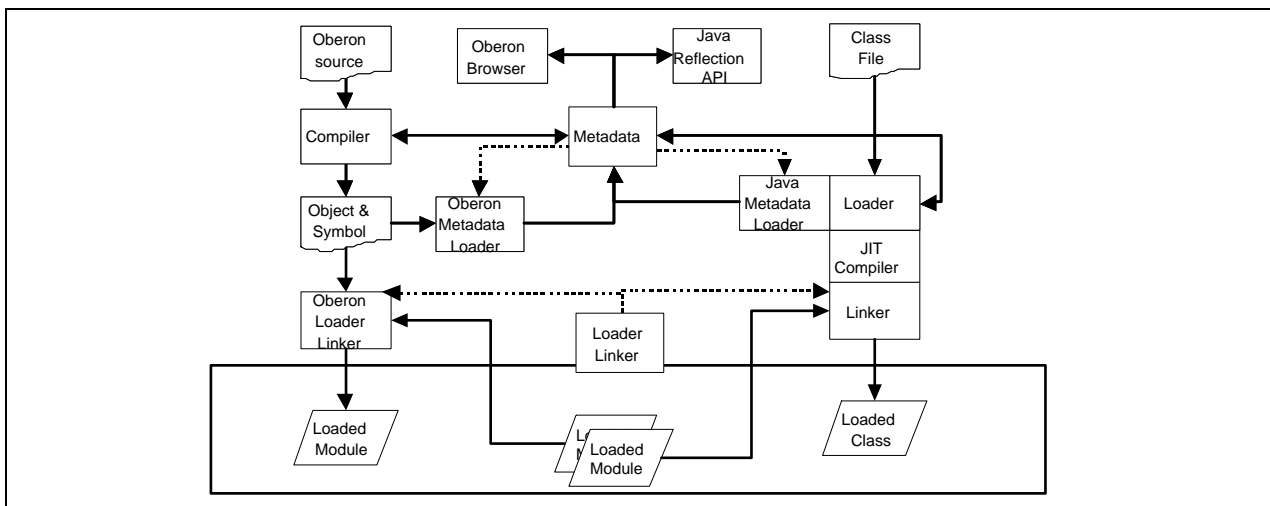 Oberon
source
Oberon
Browser
Java
Reflection
API
Class
File
Compiler
Metadata
Object &
Symbol
Oberon
Metadata
Loader
Java
Metadata
Loader
Loader
JIT
Compiler
Oberon
Loader
Linker
Loader
Linker
Linker
Loaded
Module
Loaded
Module
Loaded
Class